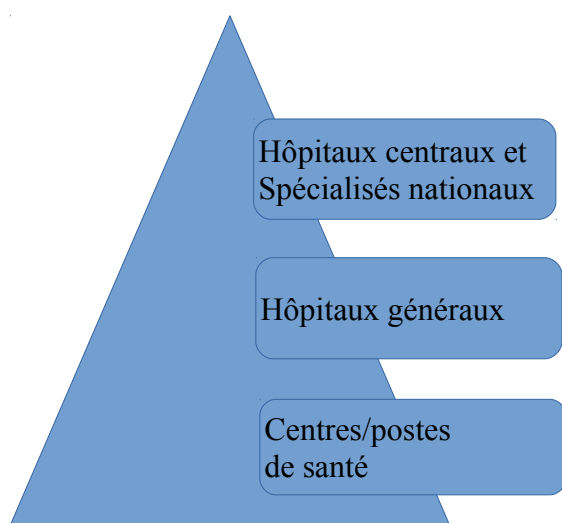 Hôpitaux centraux et
Spécialisés nationaux
Hôpitaux généraux
Centres/postes
de santé